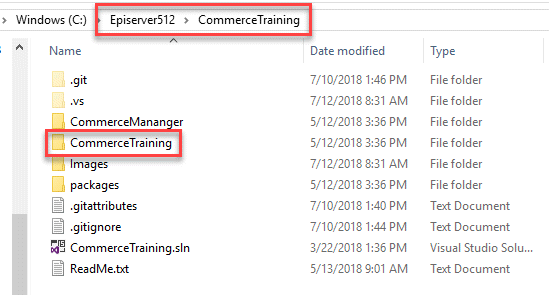 Windows (C:) > Episerver512 > CommerceTraining >
Name Date modified Type
.git 7/10/2018 1:46 PM File folder
.vs 7/12/2018 8:31 AM File folder
CommerceMananger 5/12/2018 3:36 PM File folder
CommerceTraining 5/12/2018 3:36 PM File folder
Images 7/12/2018 8:31 AM File folder
packages 5/12/2018 3:36 PM File folder
.gitattributes 7/10/2018 1:40 PM Text Document
.gitignore 7/10/2018 1:44 PM Text Document
CommerceTraining.sln 3/22/2018 1:36 PM Visual Studio Solu...
ReadMe.txt 5/13/2018 9:01 AM Text Document